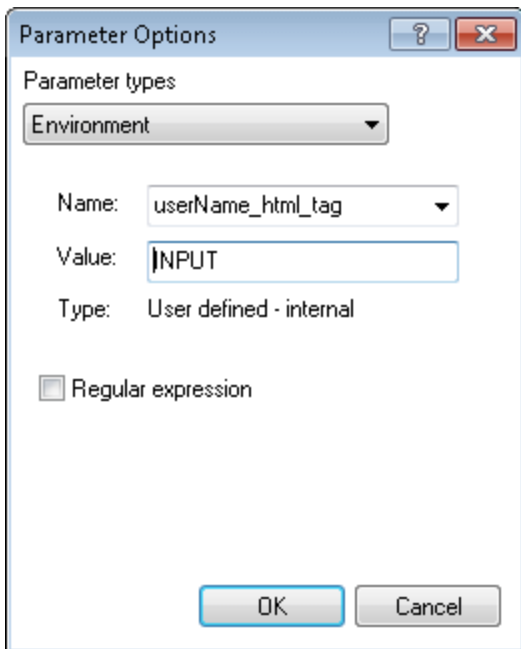 Parameter Options
Parameter types
Environment
Name: userName_html_tag
Value: INPUT
Type: User defined - internal
Regular expression
OK Cancel